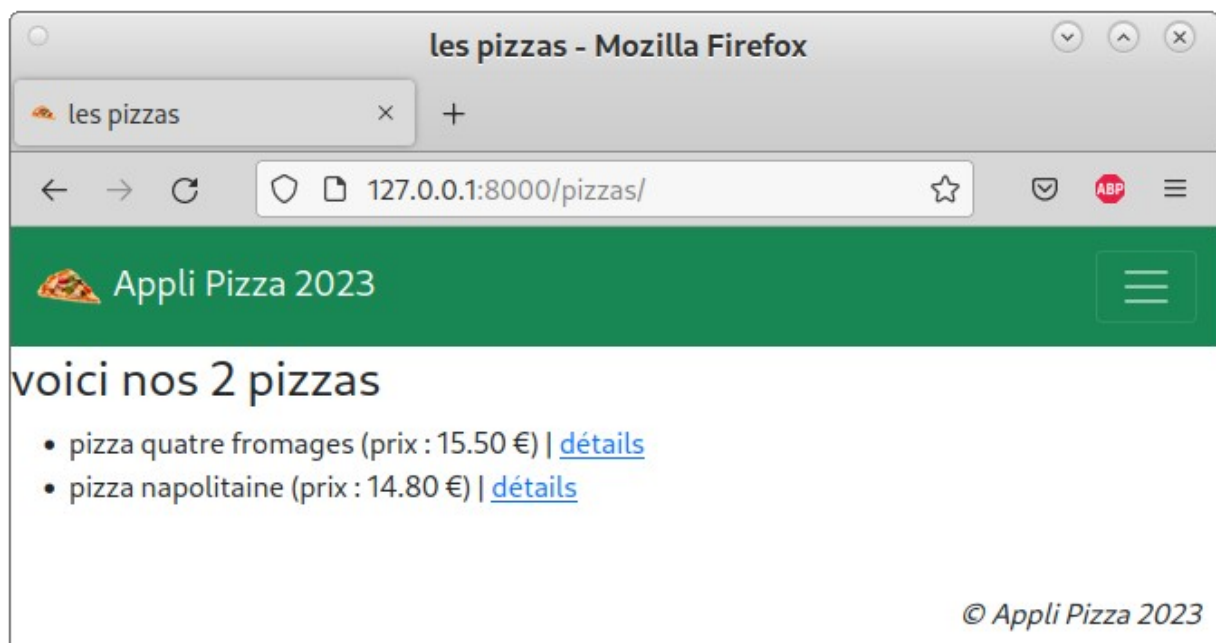 les pizzas - Mozilla Firefox
les pizzas
127.0.0.1:8000/pizzas/
ABP
Appli Pizza 2023
voici nos 2 pizzas
• pizza quatre fromages (prix : 15.50 €) | détails
• pizza napolitaine (prix : 14.80 €) | détails
© Appli Pizza 2023